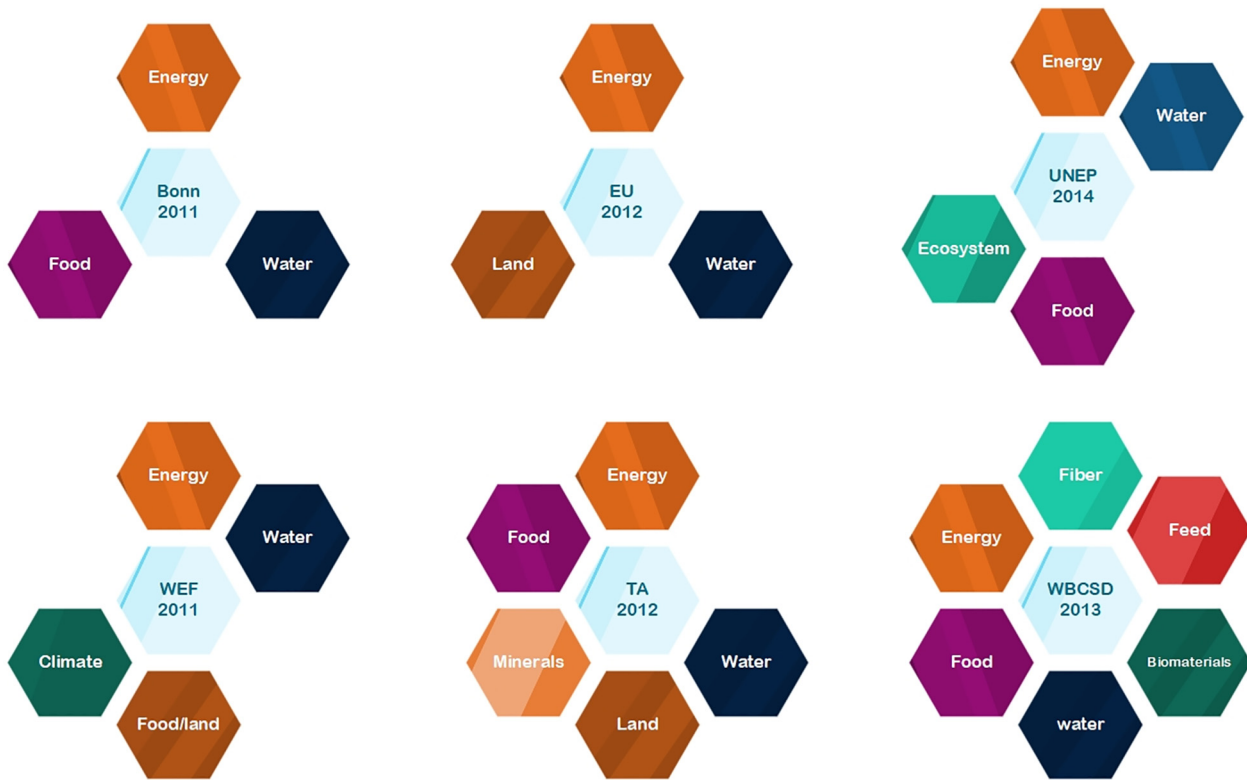 Energy
Bonn
2011
Food
Water
Energy
EU
2012
Land
Water
Energy
Water
UNEP
2014
Ecosystem
Food
Energy
Water
WEF
2011
Climate
Food/land
Energy
Food
TA
2012
Minerals
Water
Land
Fiber
Feed
Energy
WBCSD
2013
Food
Biomaterials
water